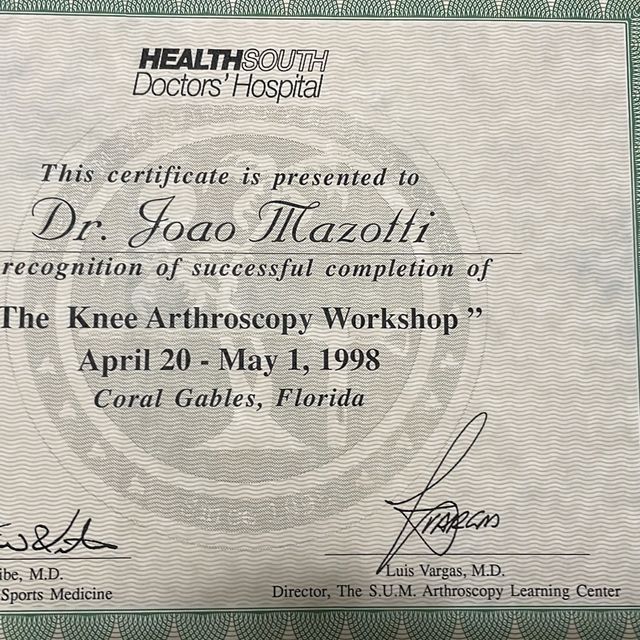 HEALTHSOUTH
Doctors' Hospital
This certificate is presented to
Dr. Joao Mazotti
recognition of successful completion of
The Knee Arthroscopy Workshop”
April 20 - May 1, 1998
Coral Gables, Florida
LVARGAS
ibe, M.D.
Sports Medicine
Luis Vargas, M.D.
Director, The S.U.M. Arthroscopy Learning Center